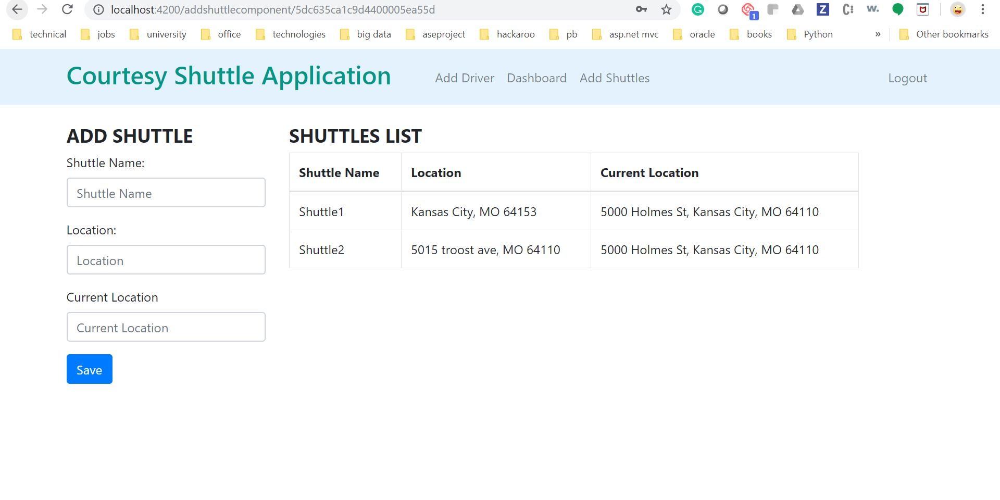 localhost:4200/addshuttlecomponent/5dc635ca1c9d4400005ea55d
1
technical jobs university office technologies big data aseproject hackaroo pb asp.net mvc oracle books Python » Other bookmarks
Courtesy Shuttle Application Add Driver Dashboard Add Shuttles Logout
ADD SHUTTLE
Shuttle Name:
Shuttle Name
Location:
Location
Current Location
Current Location
Save
SHUTTLES LIST
Shuttle Name Location Current Location
Shuttle1 Kansas City, MO 64153 5000 Holmes St, Kansas City, MO 64110
Shuttle2 5015 troost ave, MO 64110 5000 Holmes St, Kansas City, MO 64110